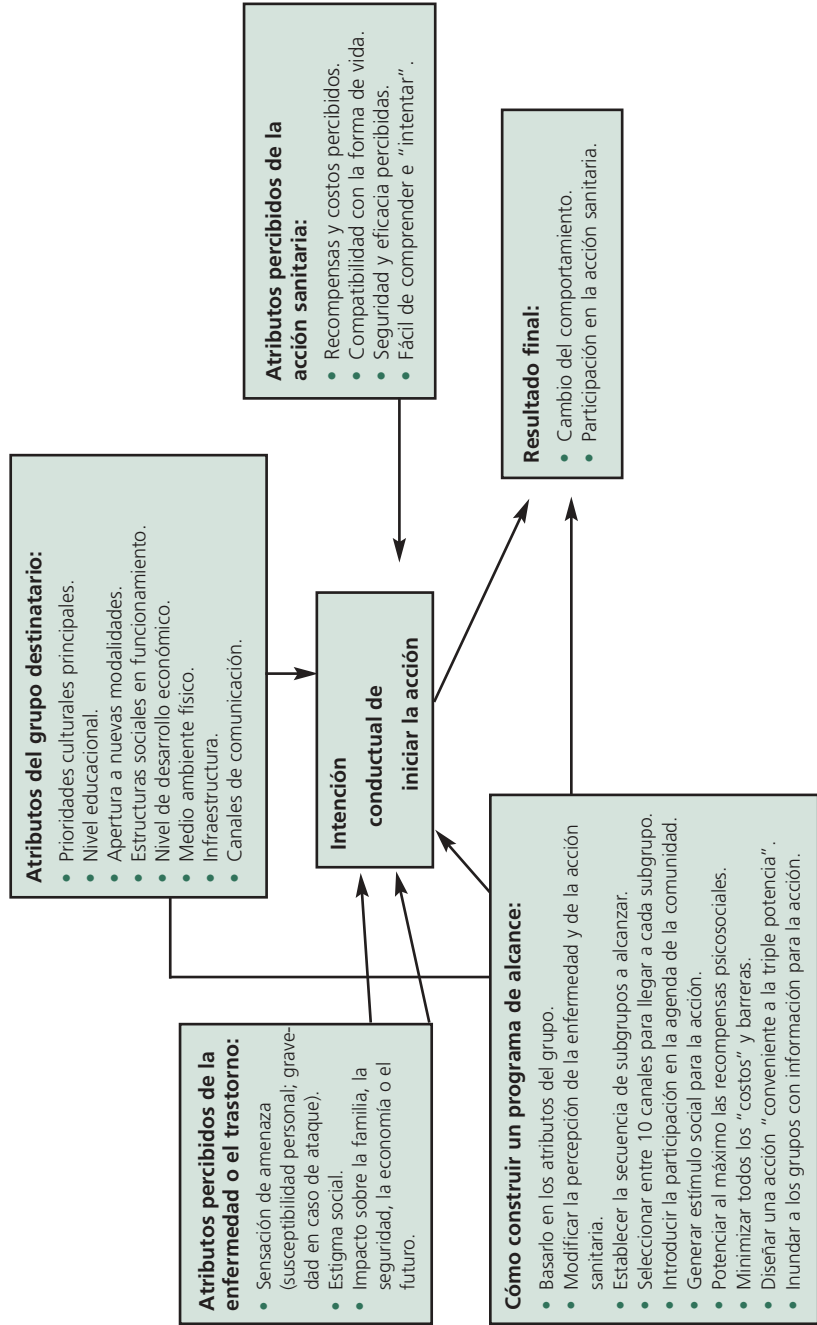 Atributos del grupo destinatario:
• Prioridades culturales principales.
• Nivel educacional.
• Apertura a nuevas modalidades.
• Estructuras sociales en funcionamiento.
• Nivel de desarrollo económico.
• Medio ambiente físico.
• Infraestructura.
• Canales de comunicación.
Atributos percibidos de la
enfermedad o el trastorno:
• Sensación de amenaza
(susceptibilidad personal; grave-
dad en caso de ataque).
• Estigma social.
• Impacto sobre la familia, la
seguridad, la economía o el
futuro.
Intención
conductual de
iniciar la acción
Atributos percibidos de la
acción sanitaria:
• Recompensas y costos percibidos.
• Compatibilidad con la forma de vida.
• Seguridad y eficacia percibidas.
• Fácil de comprender e "intentar".
Cómo construir un programa de alcance:
• Basarlo en los atributos del grupo.
• Modificar la percepción de la enfermedad y de la acción
sanitaria.
• Establecer la secuencia de subgrupos a alcanzar.
• Seleccionar entre 10 canales para llegar a cada subgrupo.
• Introducir la participación en la agenda de la comunidad.
• Generar estímulo social para la acción.
• Potenciar al máximo las recompensas psicosociales.
• Minimizar todos los "costos" y barreras.
• Diseñar una acción "conveniente a la triple potencia".
• Inundar a los grupos con información para la acción.
Resultado final:
• Cambio del comportamiento.
• Participación en la acción sanitaria.